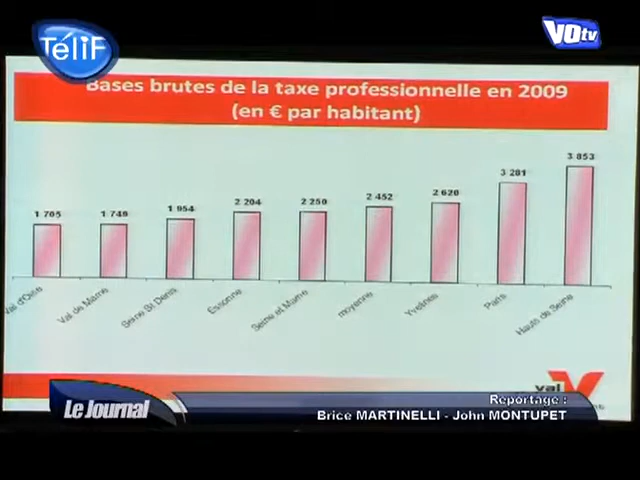 TéliF
VOtv
Bases brutes de la taxe professionnelle en 2009
(en € par habitant)
1 705
1 749
1 954
2 204
2 250
2 452
2 620
3 281
3 853
Val d'Oise
Val de Marne
Seine St Denis
Essonne
Seine et Marne
moyenne
Yvelines
Paris
Hauts de Seine
val
Reportage :
Le Journal
Brice MARTINELLI - John MONTUPET